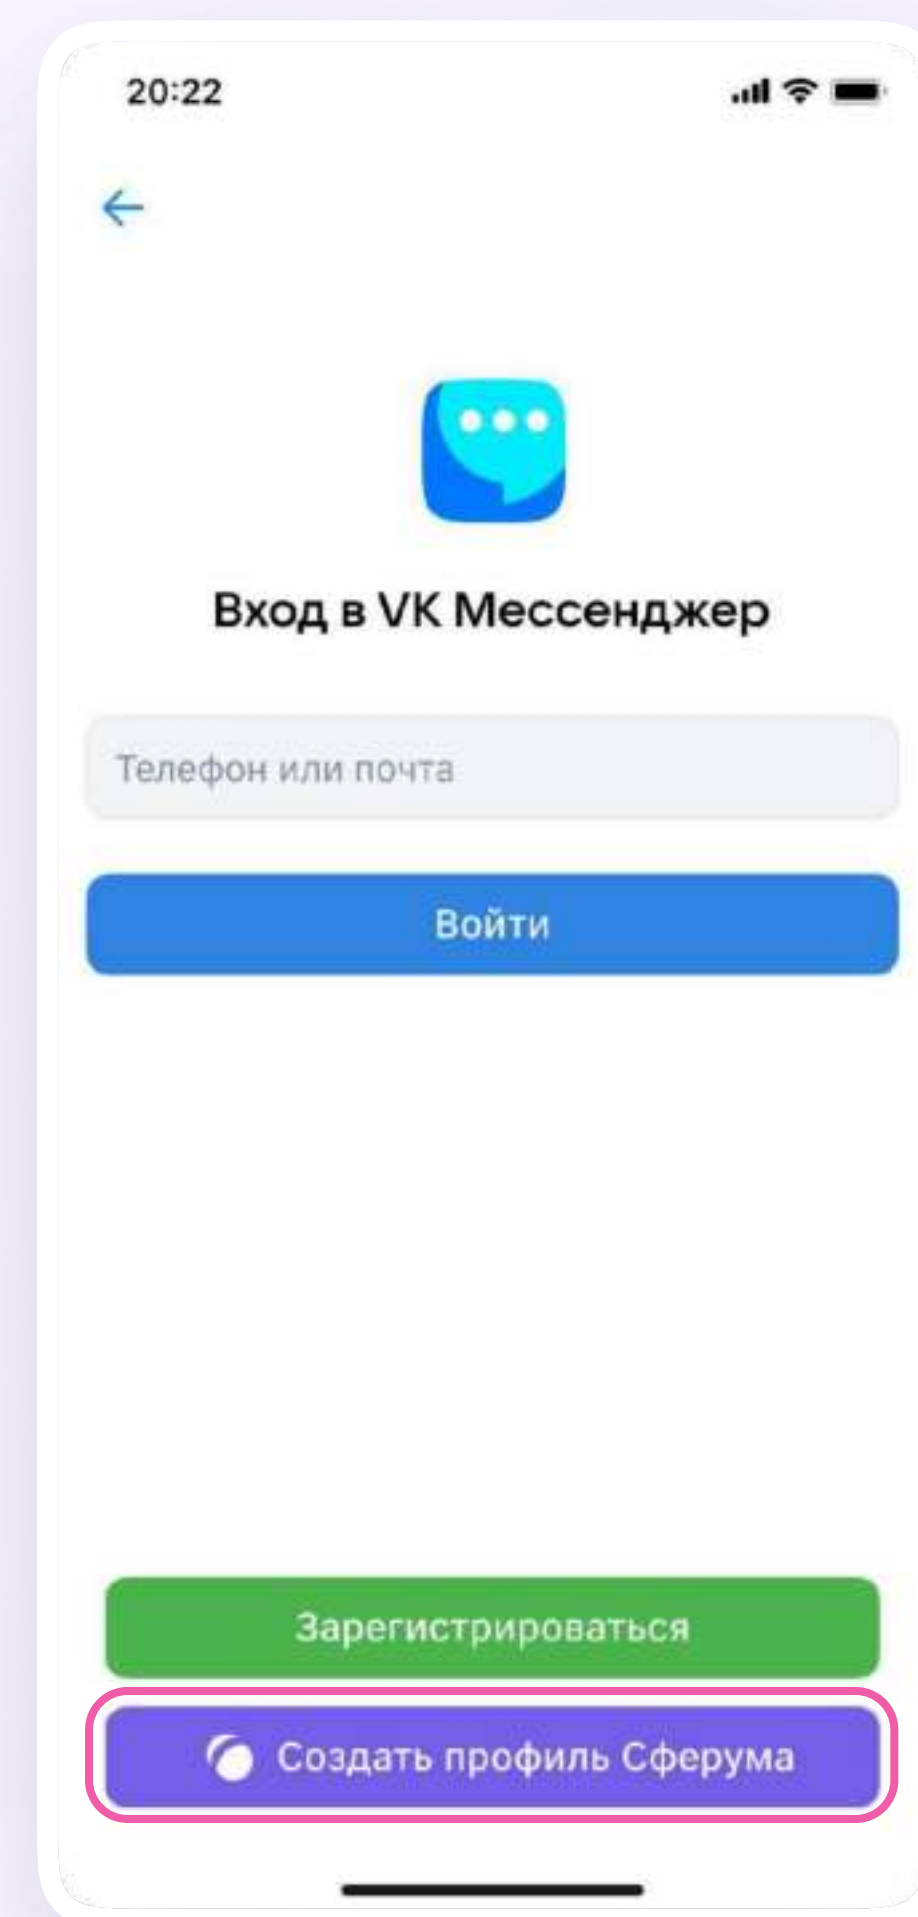 20:22
Вход в VK Мессенджер
Телефон или почта
Войти
Зарегистрироваться
Создать профиль Сферума